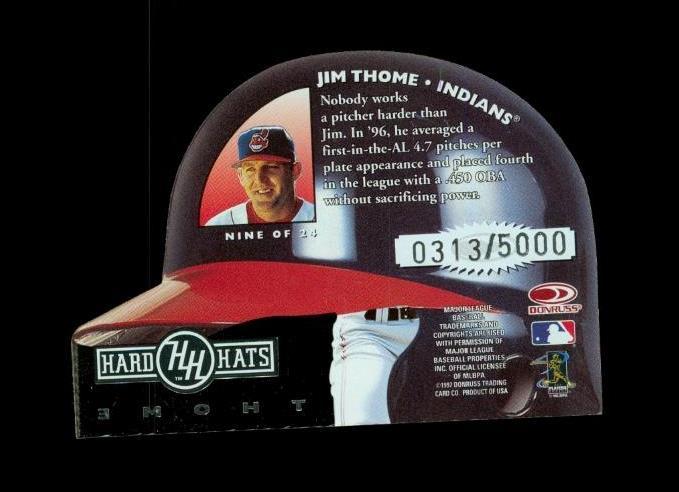 JIM THOME • INDIANS®
Nobody works
a pitcher harder than
Jim. In '96, he averaged a
first-in-the-AL 4.7 pitches per
plate appearance and placed fourth
in the league with a .450 OBA
without sacrificing power.
NINE OF 24
0313/5000
DONRUSS®
MAJOR LEAGUE
BASEBALL
TRADEMARKS AND
COPYRIGHTS ARE USED
WITH PERMISSION OF
MAJOR LEAGUE
BASEBALL PROPERTIES
INC. OFFICIAL LICENSEE
OF MLBPA
©1997 DONRUSS TRADING
CARD CO. PRODUCT OF USA
HARD HH HATS
TM
THOME